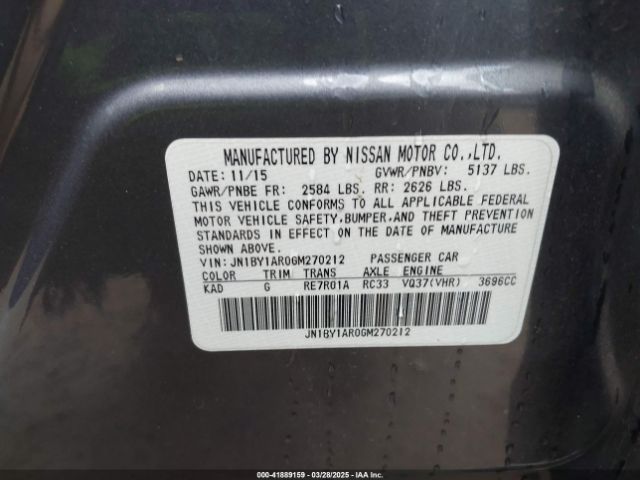 MANUFACTURED BY NISSAN MOTOR CO.,LTD.
DATE: 11/15 GVWR/PNBV: 5137 LBS.
GAWR/PNBE FR: 2584 LBS. RR: 2626 LBS.
THIS VEHICLE CONFORMS TO ALL APPLICABLE FEDERAL
MOTOR VEHICLE SAFETY,BUMPER,AND THEFT PREVENTION
STANDARDS IN EFFECT ON THE DATE OF MANUFACTURE
SHOWN ABOVE.
VIN: JN1BY1AR0GM270212 PASSENGER CAR
COLOR TRIM TRANS AXLE ENGINE
KAD G RE7R01A RC33 VQ37(VHR) 3696CC
JN1BY1AR0GM270212
000-41889159 | 03/28/2025 - IAA Inc.